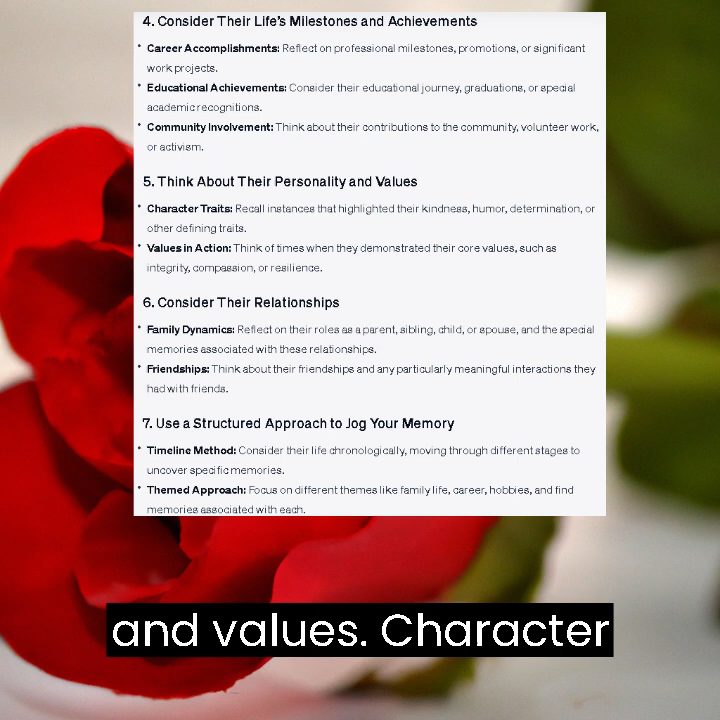 4. Consider Their Life's Milestones and Achievements
• Career Accomplishments: Reflect on professional milestones, promotions, or significant
work projects.
• Educational Achievements: Consider their educational journey, graduations, or special
academic recognitions.
• Community Involvement: Think about their contributions to the community, volunteer work,
or activism.
5. Think About Their Personality and Values
• Character Traits: Recall instances that highlighted their kindness, humor, determination, or
other defining traits.
• Values in Action: Think of times when they demonstrated their core values, such as
integrity, compassion, or resilience.
6. Consider Their Relationships
• Family Dynamics: Reflect on their roles as a parent, sibling, child, or spouse, and the special
memories associated with these relationships.
• Friendships: Think about their friendships and any particularly meaningful interactions they
had with friends.
7. Use a Structured Approach to Jog Your Memory
• Timeline Method: Consider their life chronologically, moving through different stages to
uncover specific memories.
• Themed Approach: Focus on different themes like family life, career, hobbies, and find
memories associated with each.
and values. Character